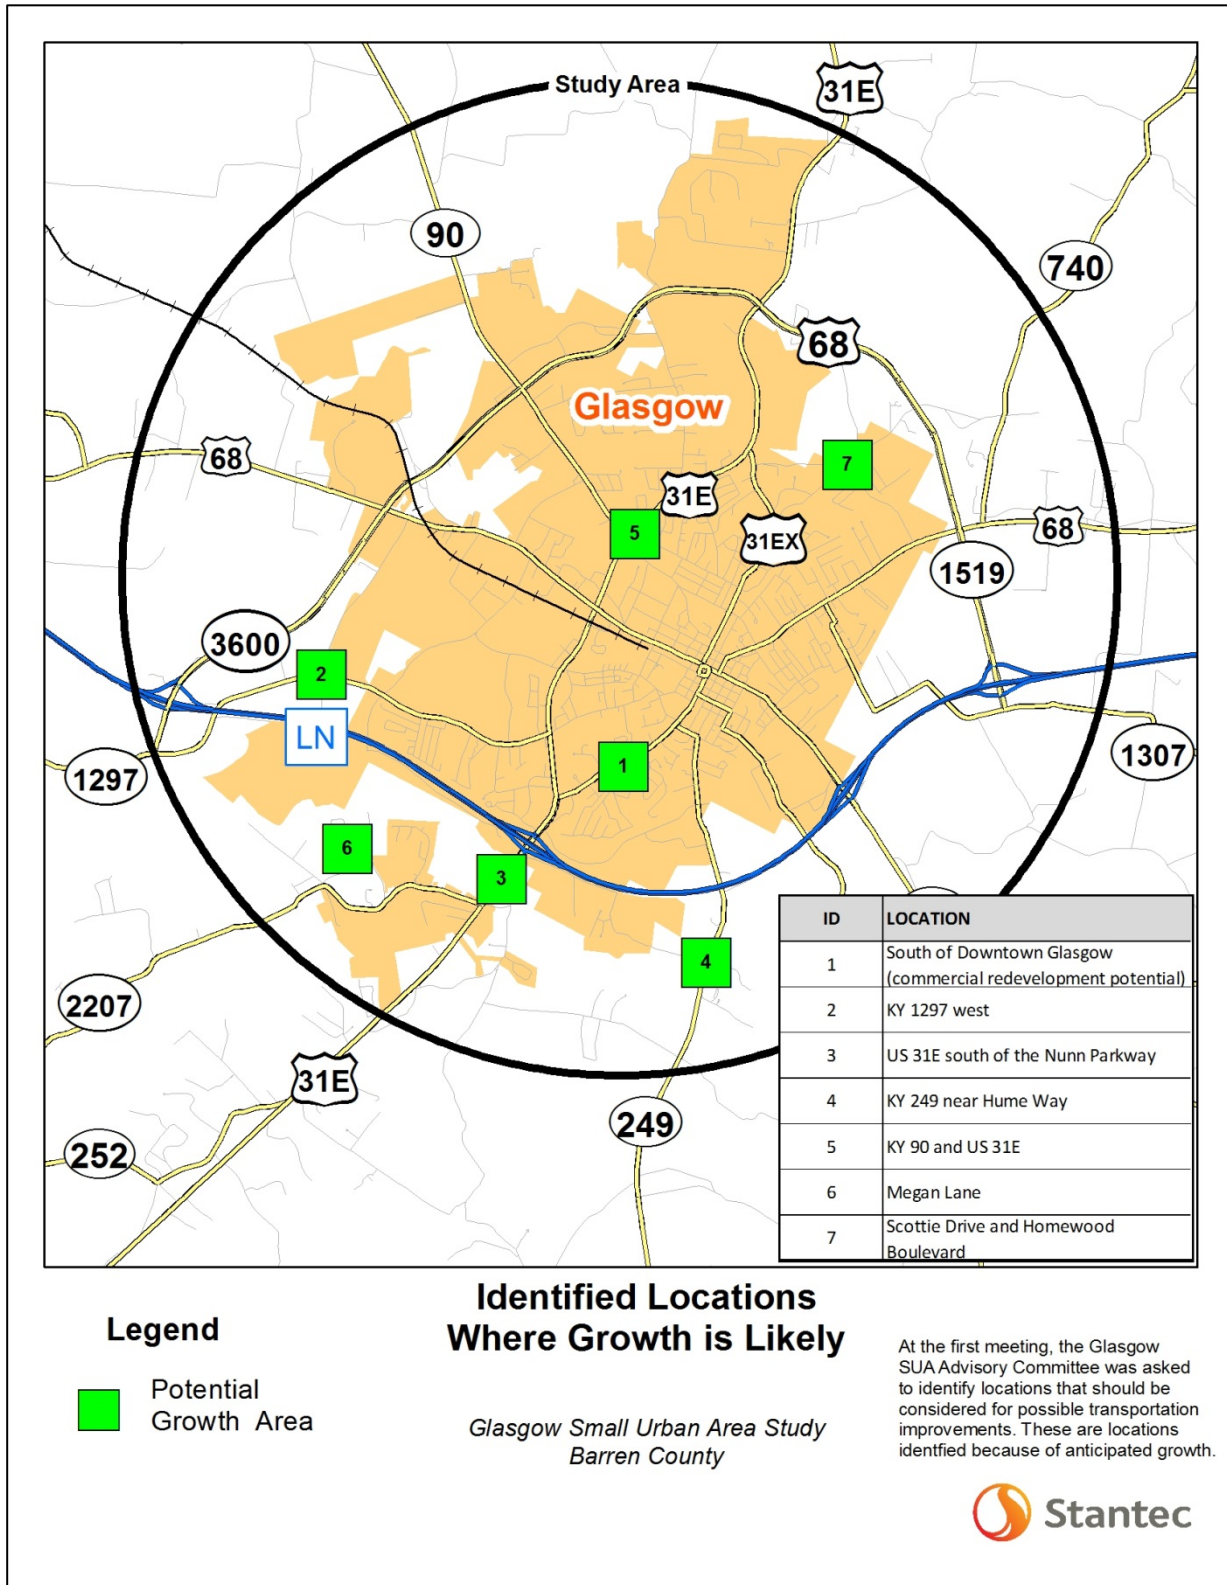 Study Area
31E
90
740
68
Glasgow
7
68
31E
5
31EX
68
1519
3600
2
LN
1
1297
1307
6
3
4
2207
31E
249
252
ID LOCATION
1 South of Downtown Glasgow
(commercial redevelopment potential)
2 KY 1297 west
3 US 31E south of the Nunn Parkway
4 KY 249 near Hume Way
5 KY 90 and US 31E
6 Megan Lane
7 Scottie Drive and Homewood
Boulevard
Legend
Potential
Growth Area
Identified Locations
Where Growth is Likely
Glasgow Small Urban Area Study
Barren County
At the first meeting, the Glasgow
SUA Advisory Committee was asked
to identify locations that should be
considered for possible transportation
improvements. These are locations
identfied because of anticipated growth.
Stantec